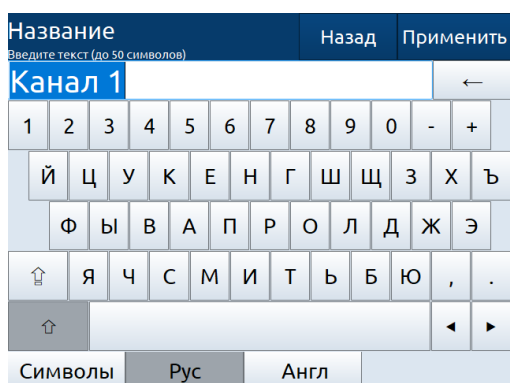 Название Назад Применить
Введите текст (до 50 символов)
Канал 1 ←
1 2 3 4 5 6 7 8 9 0 - +
Й Ц У К Е Н Г Ш Щ З Х Ъ
Ф Ы В А П Р О Л Д Ж Э
Я Ч С М И Т Ь Б Ю , .
Символы Рус Англ